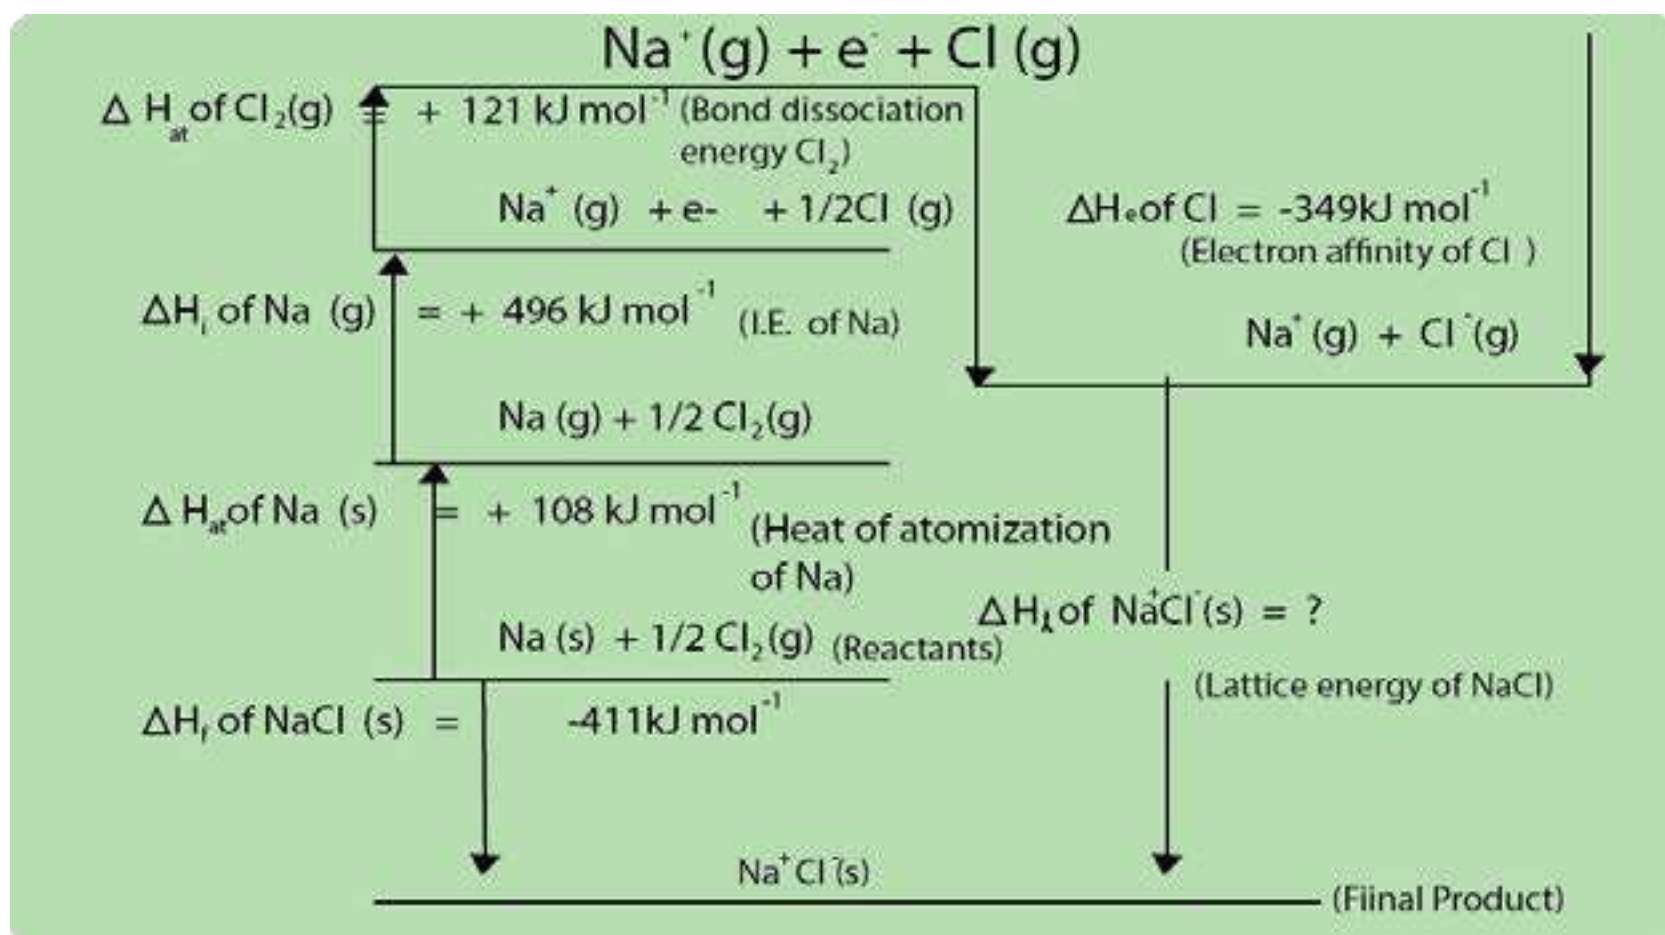 Na⁺(g) + e⁻ + Cl (g)
Δ H_at of Cl₂(g) = + 121 kJ mol⁻¹ (Bond dissociation
energy Cl₂)
Na⁺ (g) + e- + 1/2Cl (g)
ΔHₑof Cl = -349kJ mol⁻¹
(Electron affinity of Cl )
ΔHᵢ of Na (g) = + 496 kJ mol⁻¹ (I.E. of Na)
Na⁺(g) + Cl⁻(g)
Na (g) + 1/2 Cl₂(g)
Δ H_at of Na (s) = + 108 kJ mol⁻¹ (Heat of atomization
of Na)
ΔHₗ of Na⁺Cl⁻(s) = ?
Na (s) + 1/2 Cl₂(g) (Reactants)
(Lattice energy of NaCl)
ΔH_f of NaCl (s) = -411kJ mol⁻¹
Na⁺Cl⁻(s)
(Fiinal Product)